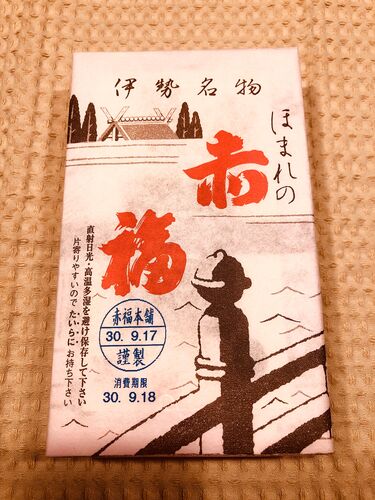 伊勢名物
ほまれの
赤
福
直射日光・高温多湿を避け保存して下さい
片寄りやすいのでたいらにお持ち下さい
赤福本舗
30. 9.17
謹製
消費期限
30. 9.18